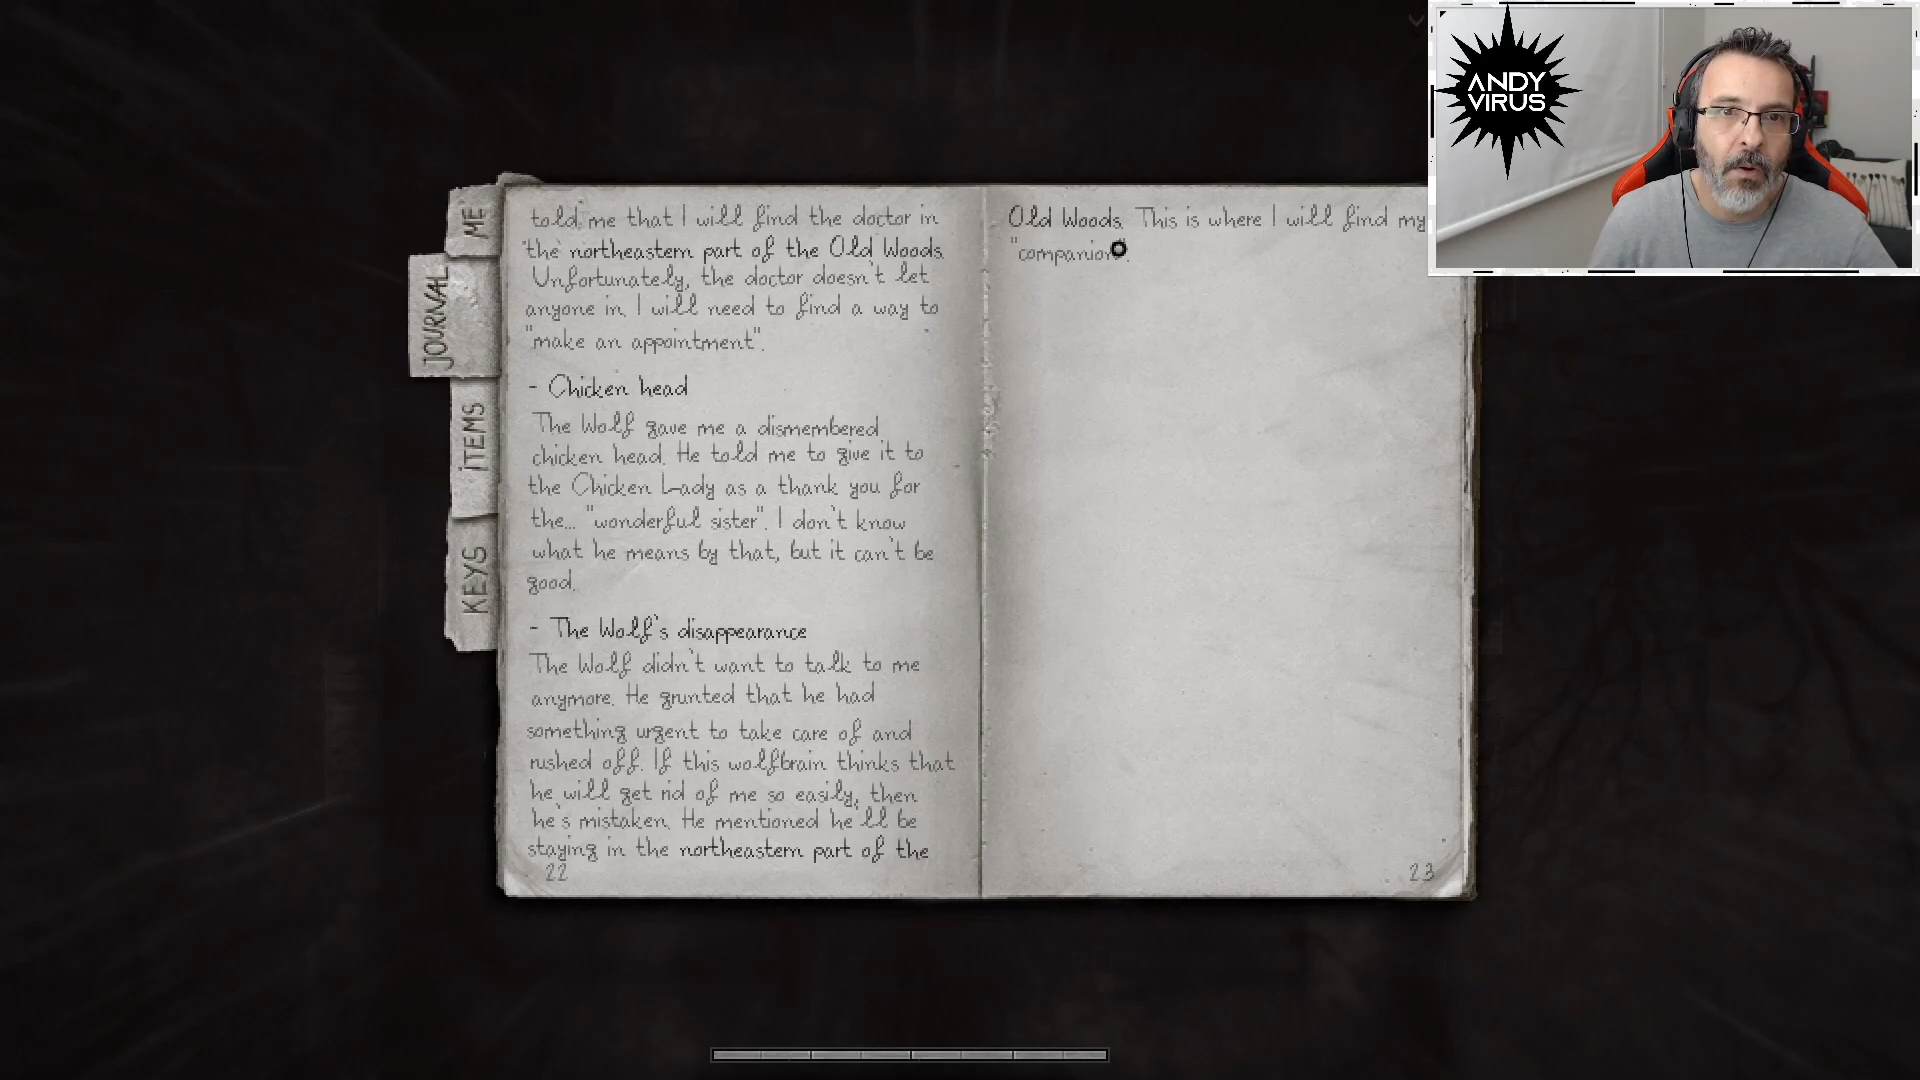 ANDY
VIRUS
ME
JOURNAL
ITEMS
KEYS
told me that I will find the doctor in
the northeastern part of the Old Woods.
Unfortunately, the doctor doesn't let
anyone in. I will need to find a way to
"make an appointment".
- Chicken head
The Wolf gave me a dismembered
chicken head. He told me to give it to
the Chicken Lady as a thank you for
the... "wonderful sister". I don't know
what he means by that, but it can't be
good.
- The Wolf's disappearance
The Wolf didn't want to talk to me
anymore. He grunted that he had
something urgent to take care of and
rushed off. If this wolfbrain thinks that
he will get rid of me so easily, then
he's mistaken. He mentioned he'll be
staying in the northeastern part of the
22
Old Woods. This is where I will find my
"companion".
23